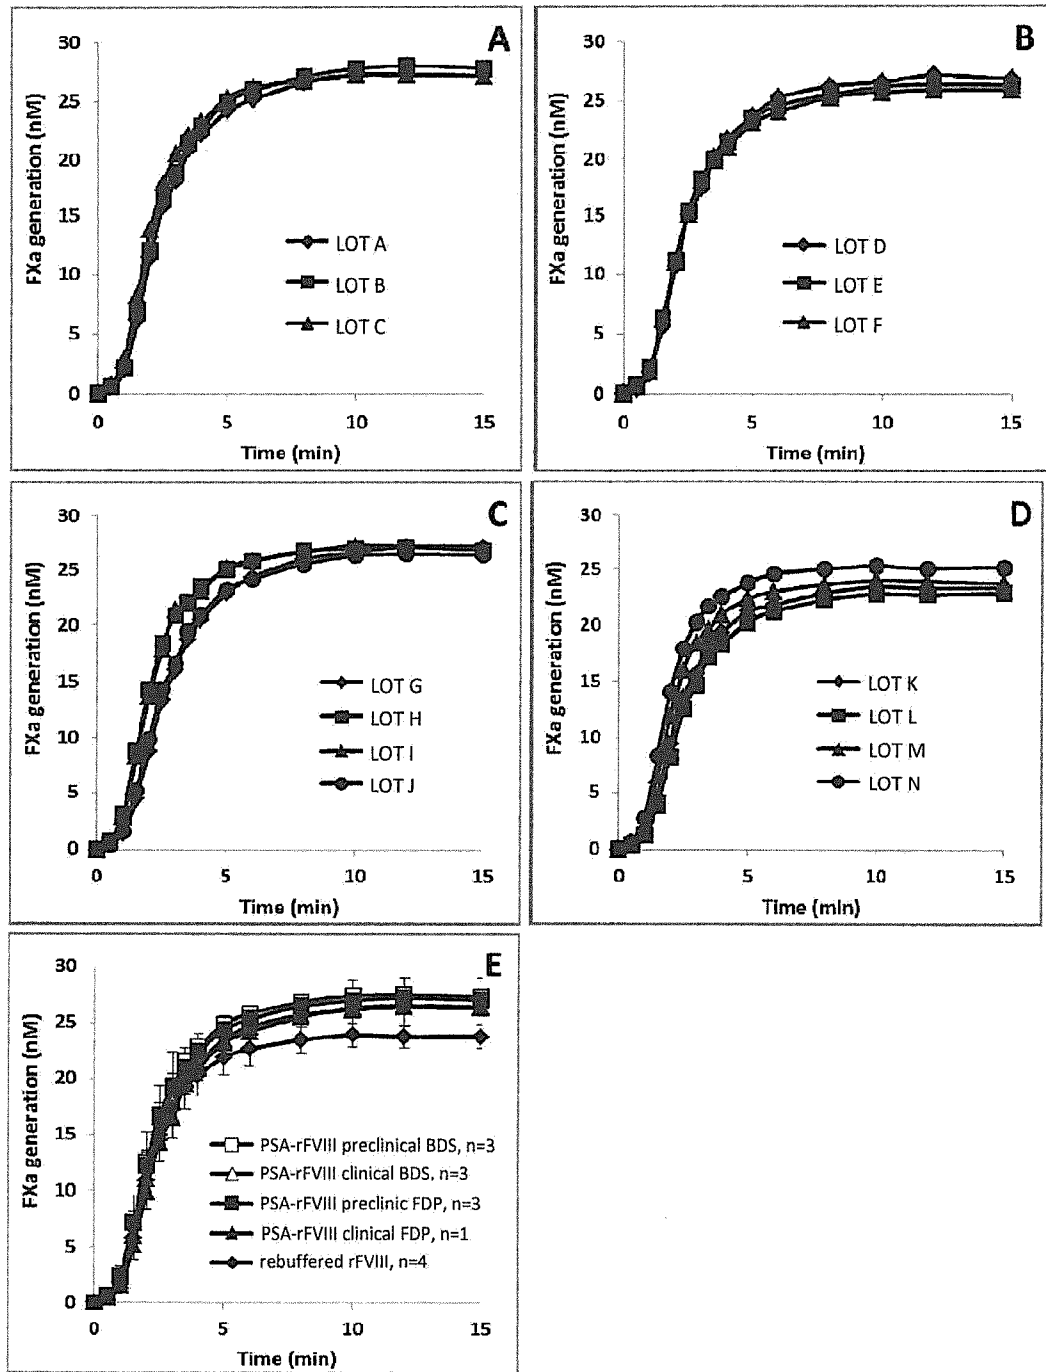 A
FXa generation (nM)
30
25
20
15
10
5
0
LOT A
LOT B
LOT C
0 5 10 15
Time (min)
B
FXa generation (nM)
30
25
20
15
10
5
0
LOT D
LOT E
LOT F
0 5 10 15
Time (min)
C
FXa generation (nM)
30
25
20
15
10
5
0
LOT G
LOT H
LOT I
LOT J
0 5 10 15
Time (min)
D
FXa generation (nM)
30
25
20
15
10
5
0
LOT K
LOT L
LOT M
LOT N
0 5 10 15
Time (min)
E
FXa generation (nM)
30
25
20
15
10
5
0
PSA-rFVIII preclinical BDS, n=3
PSA-rFVIII clinical BDS, n=3
PSA-rFVIII preclinic FDP, n=3
PSA-rFVIII clinical FDP, n=1
rebuffered rFVIII, n=4
0 5 10 15
Time (min)